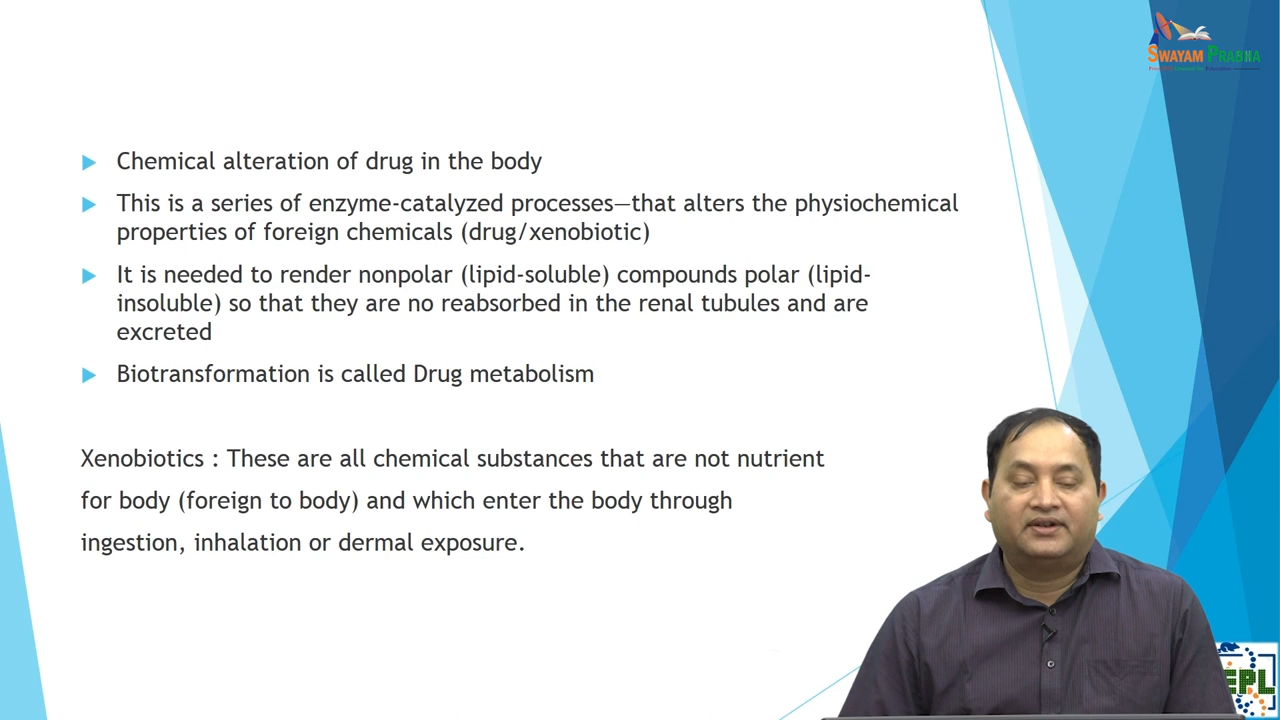 SWAYAM PRABHA
Chemical alteration of drug in the body
This is a series of enzyme-catalyzed processes—that alters the physiochemical
properties of foreign chemicals (drug/xenobiotic)
It is needed to render nonpolar (lipid-soluble) compounds polar (lipid-
insoluble) so that they are no reabsorbed in the renal tubules and are
excreted
Biotransformation is called Drug metabolism
Xenobiotics : These are all chemical substances that are not nutrient
for body (foreign to body) and which enter the body through
ingestion, inhalation or dermal exposure.
EPL